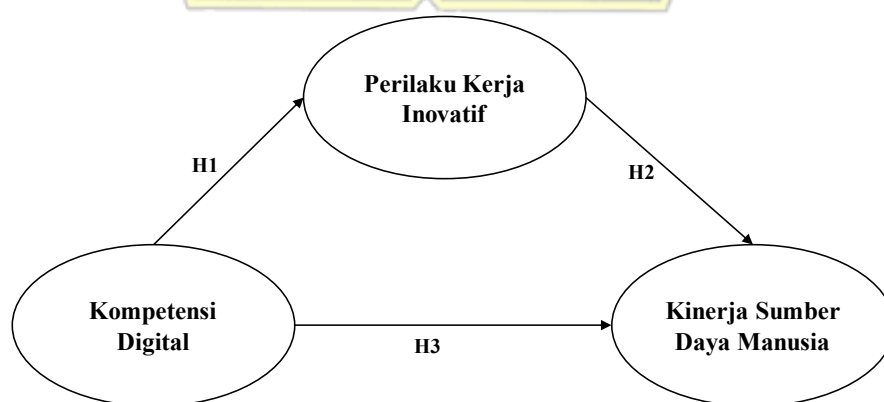 Perilaku Kerja
Inovatif
H1
H2
Kompetensi
Digital
Kinerja Sumber
Daya Manusia
H3